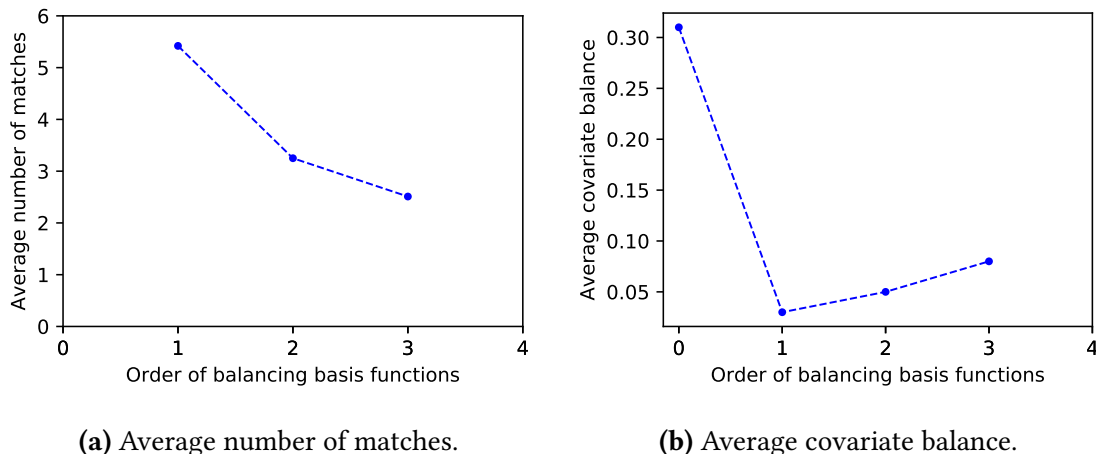 6
5
4
3
2
1
0
Average number of matches
0 1 2 3 4
Order of balancing basis functions
(a) Average number of matches.
0.30
0.25
0.20
0.15
0.10
0.05
Average covariate balance
0 1 2 3 4
Order of balancing basis functions
(b) Average covariate balance.